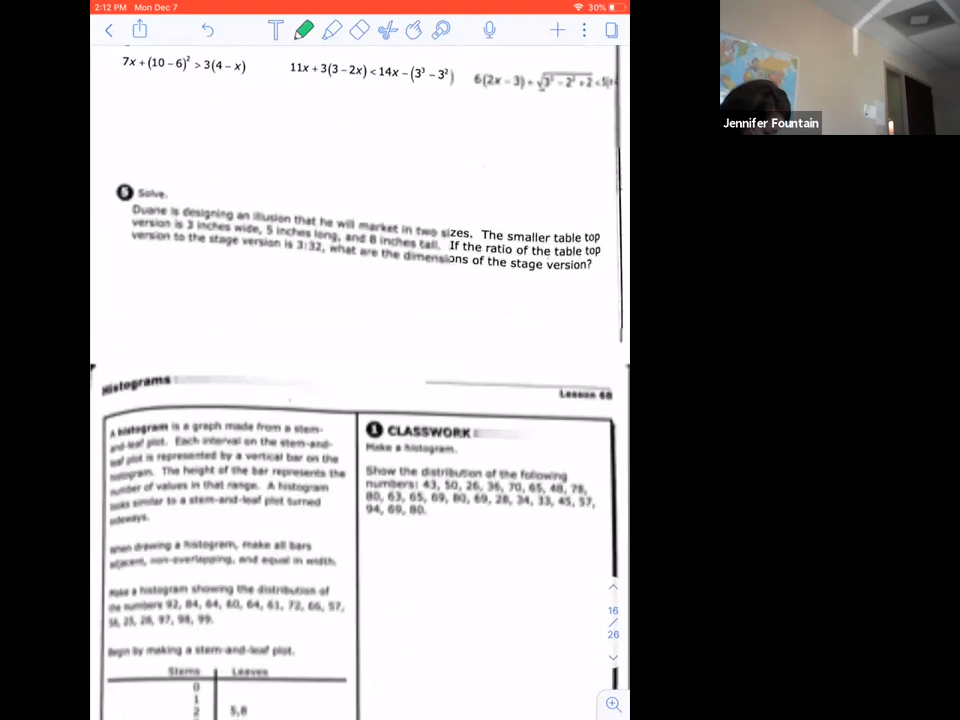 2:12 PM Mon Dec 7
30%
7x + (10 – 6)² > 3(4 – x)
11x + 3(3 – 2x) < 14x – (3³ – 3²)
Jennifer Fountain
5 Solve.
Duane is designing an illusion that he will market in two sizes. The smaller table top
version is 3 inches wide, 5 inches long, and 8 inches tall. If the ratio of the table top
version to the stage version is 3:32, what are the dimensions of the stage version?
Histograms
Lesson 68
A histogram is a graph made from a stem-
and-leaf plot. Each interval on the stem-and-
leaf plot is represented by a vertical bar on the
histogram. The height of the bar represents the
number of values in that range. A histogram
looks similar to a stem-and-leaf plot turned
sideways.
When drawing a histogram, make all bars
adjacent, non-overlapping, and equal in width.
Make a histogram showing the distribution of
the numbers 92, 84, 64, 60, 64, 61, 72, 66, 57,
25, 28, 97, 98, 99.
Begin by making a stem-and-leaf plot.
Stems Leaves
0
1
2 5,8
1 CLASSWORK
Make a histogram.
Show the distribution of the following
numbers: 43, 50, 26, 36, 70, 65, 48, 78,
80, 63, 65, 69, 80, 69, 28, 34, 33, 45, 57,
94, 69, 80.
16
/
26